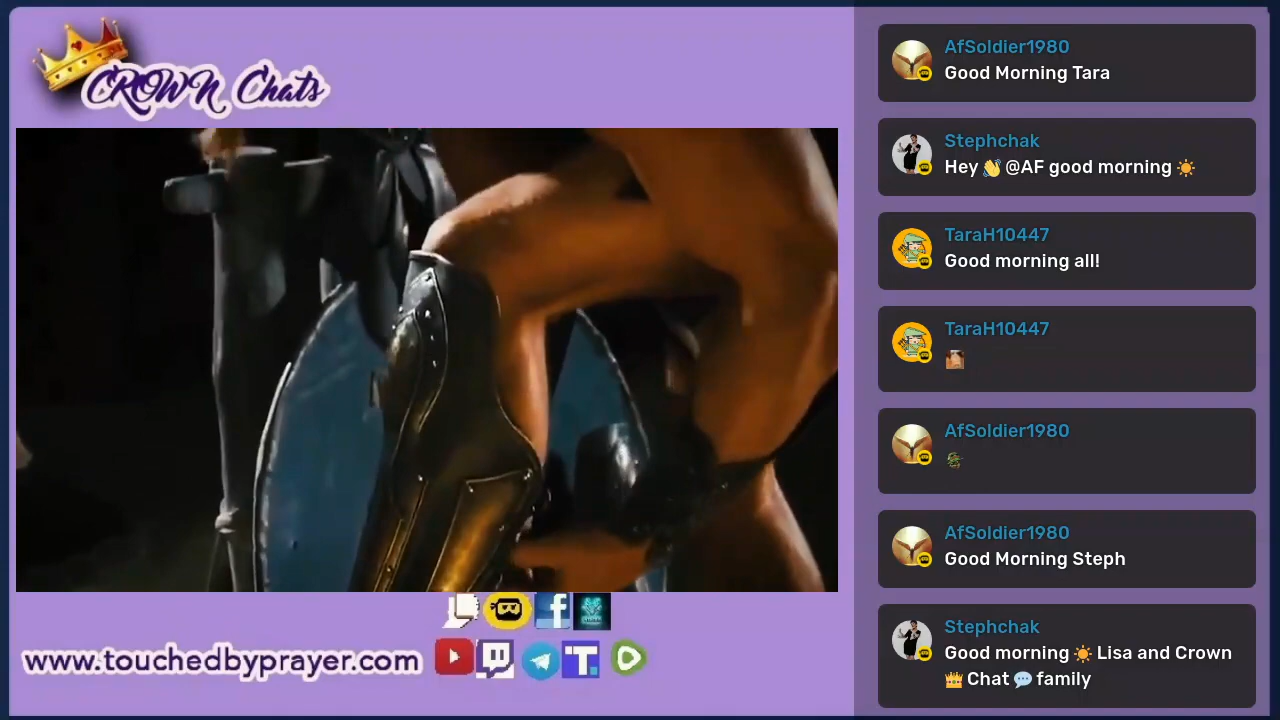 CROWN Chats
www.touchedbyprayer.com
AfSoldier1980
Good Morning Tara
Stephchak
Hey 👋 @AF good morning ☀️
TaraH10447
Good morning all!
TaraH10447
AfSoldier1980
AfSoldier1980
Good Morning Steph
Stephchak
Good morning ☀️ Lisa and Crown
👑 Chat 💬 family